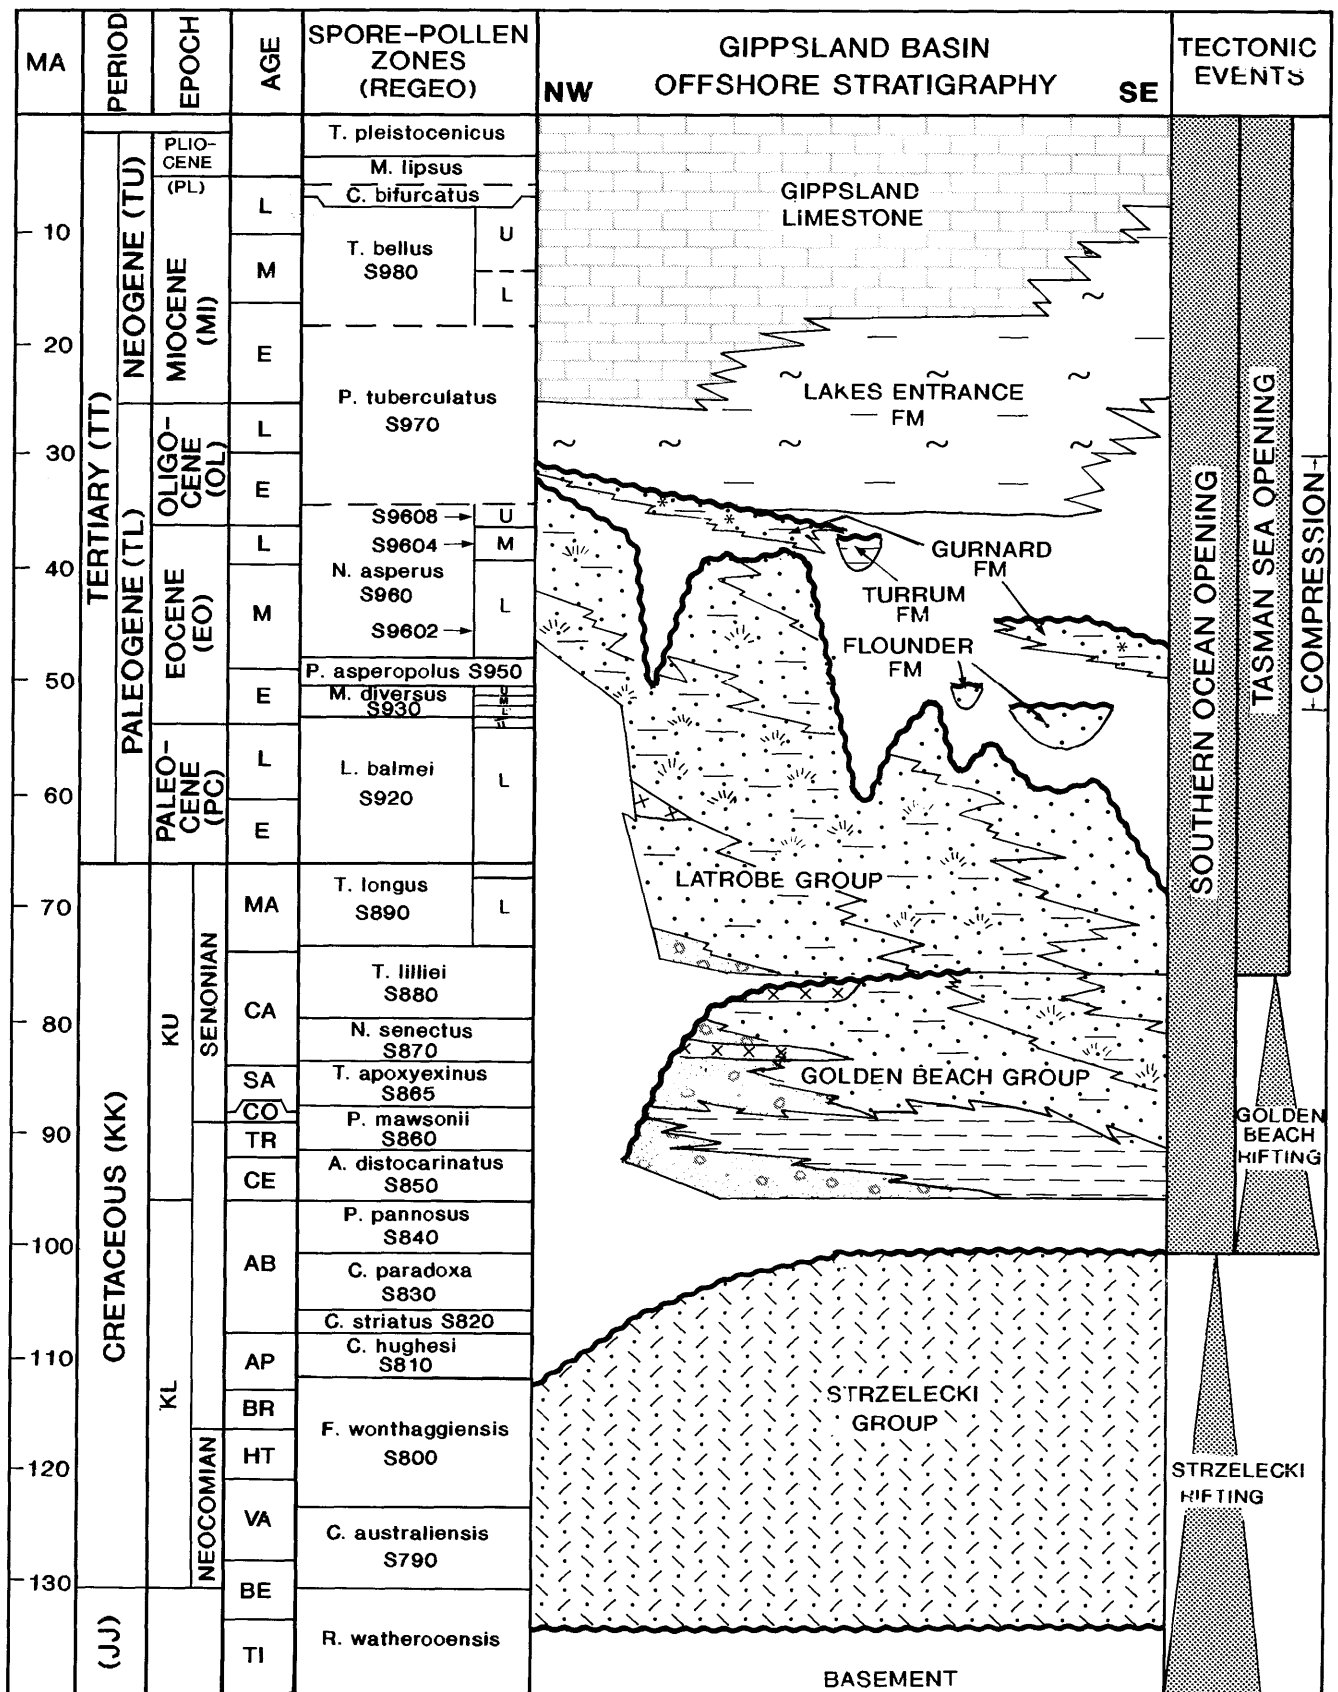 MA
PERIOD
EPOCH
AGE
SPORE-POLLEN
ZONES
(REGEO)
GIPPSLAND BASIN
OFFSHORE STRATIGRAPHY
NW
SE
TECTONIC
EVENTS
10
20
30
40
50
60
70
80
90
100
110
120
130
TERTIARY (TT)
CRETACEOUS (KK)
(JJ)
NEOGENE (TU)
PALEOGENE (TL)
PLIO-
CENE
(PL)
MIOCENE
(MI)
OLIGO-
CENE
(OL)
EOCENE
(EO)
PALEO-
CENE
(PC)
KU
KL
SENONIAN
NEOCOMIAN
L
M
E
L
E
L
M
E
L
E
MA
CA
SA
CO
TR
CE
AB
AP
BR
HT
VA
BE
TI
T. pleistocenicus
M. lipsus
C. bifurcatus
T. bellus
S980
U
L
P. tuberculatus
S970
S9608
U
S9604
M
N. asperus
S960
L
S9602
P. asperopolus S950
M. diversus
S930
U
M
L
U
L. balmei
S920
L
T. longus
S890
L
T. lilliei
S880
N. senectus
S870
T. apoxyexinus
S865
P. mawsonii
S860
A. distocarinatus
S850
P. pannosus
S840
C. paradoxa
S830
C. striatus S820
C. hughesi
S810
F. wonthaggiensis
S800
C. australiensis
S790
R. watherooensis
GIPPSLAND
LIMESTONE
LAKES ENTRANCE
FM
GURNARD
FM
TURRUM
FM
FLOUNDER
FM
LATROBE GROUP
GOLDEN BEACH GROUP
STRZELECKI
GROUP
BASEMENT
SOUTHERN OCEAN OPENING
TASMAN SEA OPENING
COMPRESSION
GOLDEN
BEACH
RIFTING
STRZELECKI
RIFTING